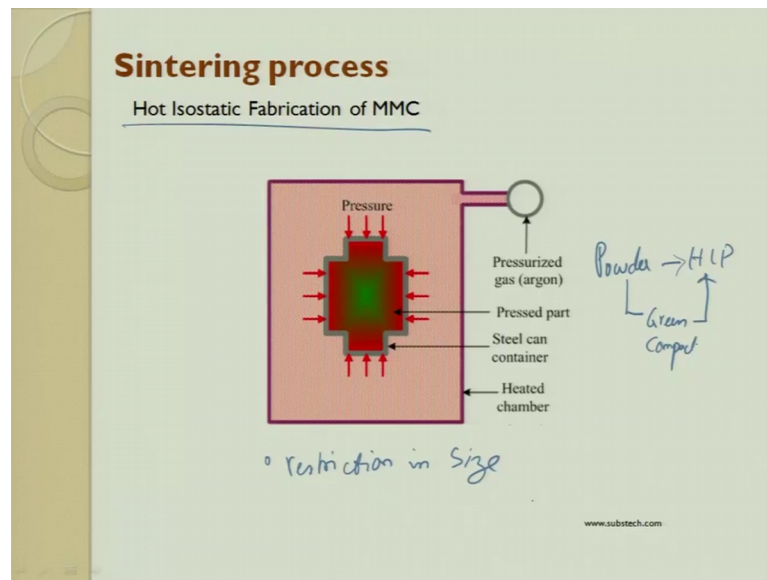 Sintering process
Hot Isostatic Fabrication of MMC
Pressure
Pressurized
gas (argon)
Pressed part
Steel can
container
Heated
chamber
Powder → HIP
Green
Compact
° restriction in Size
www.substech.com